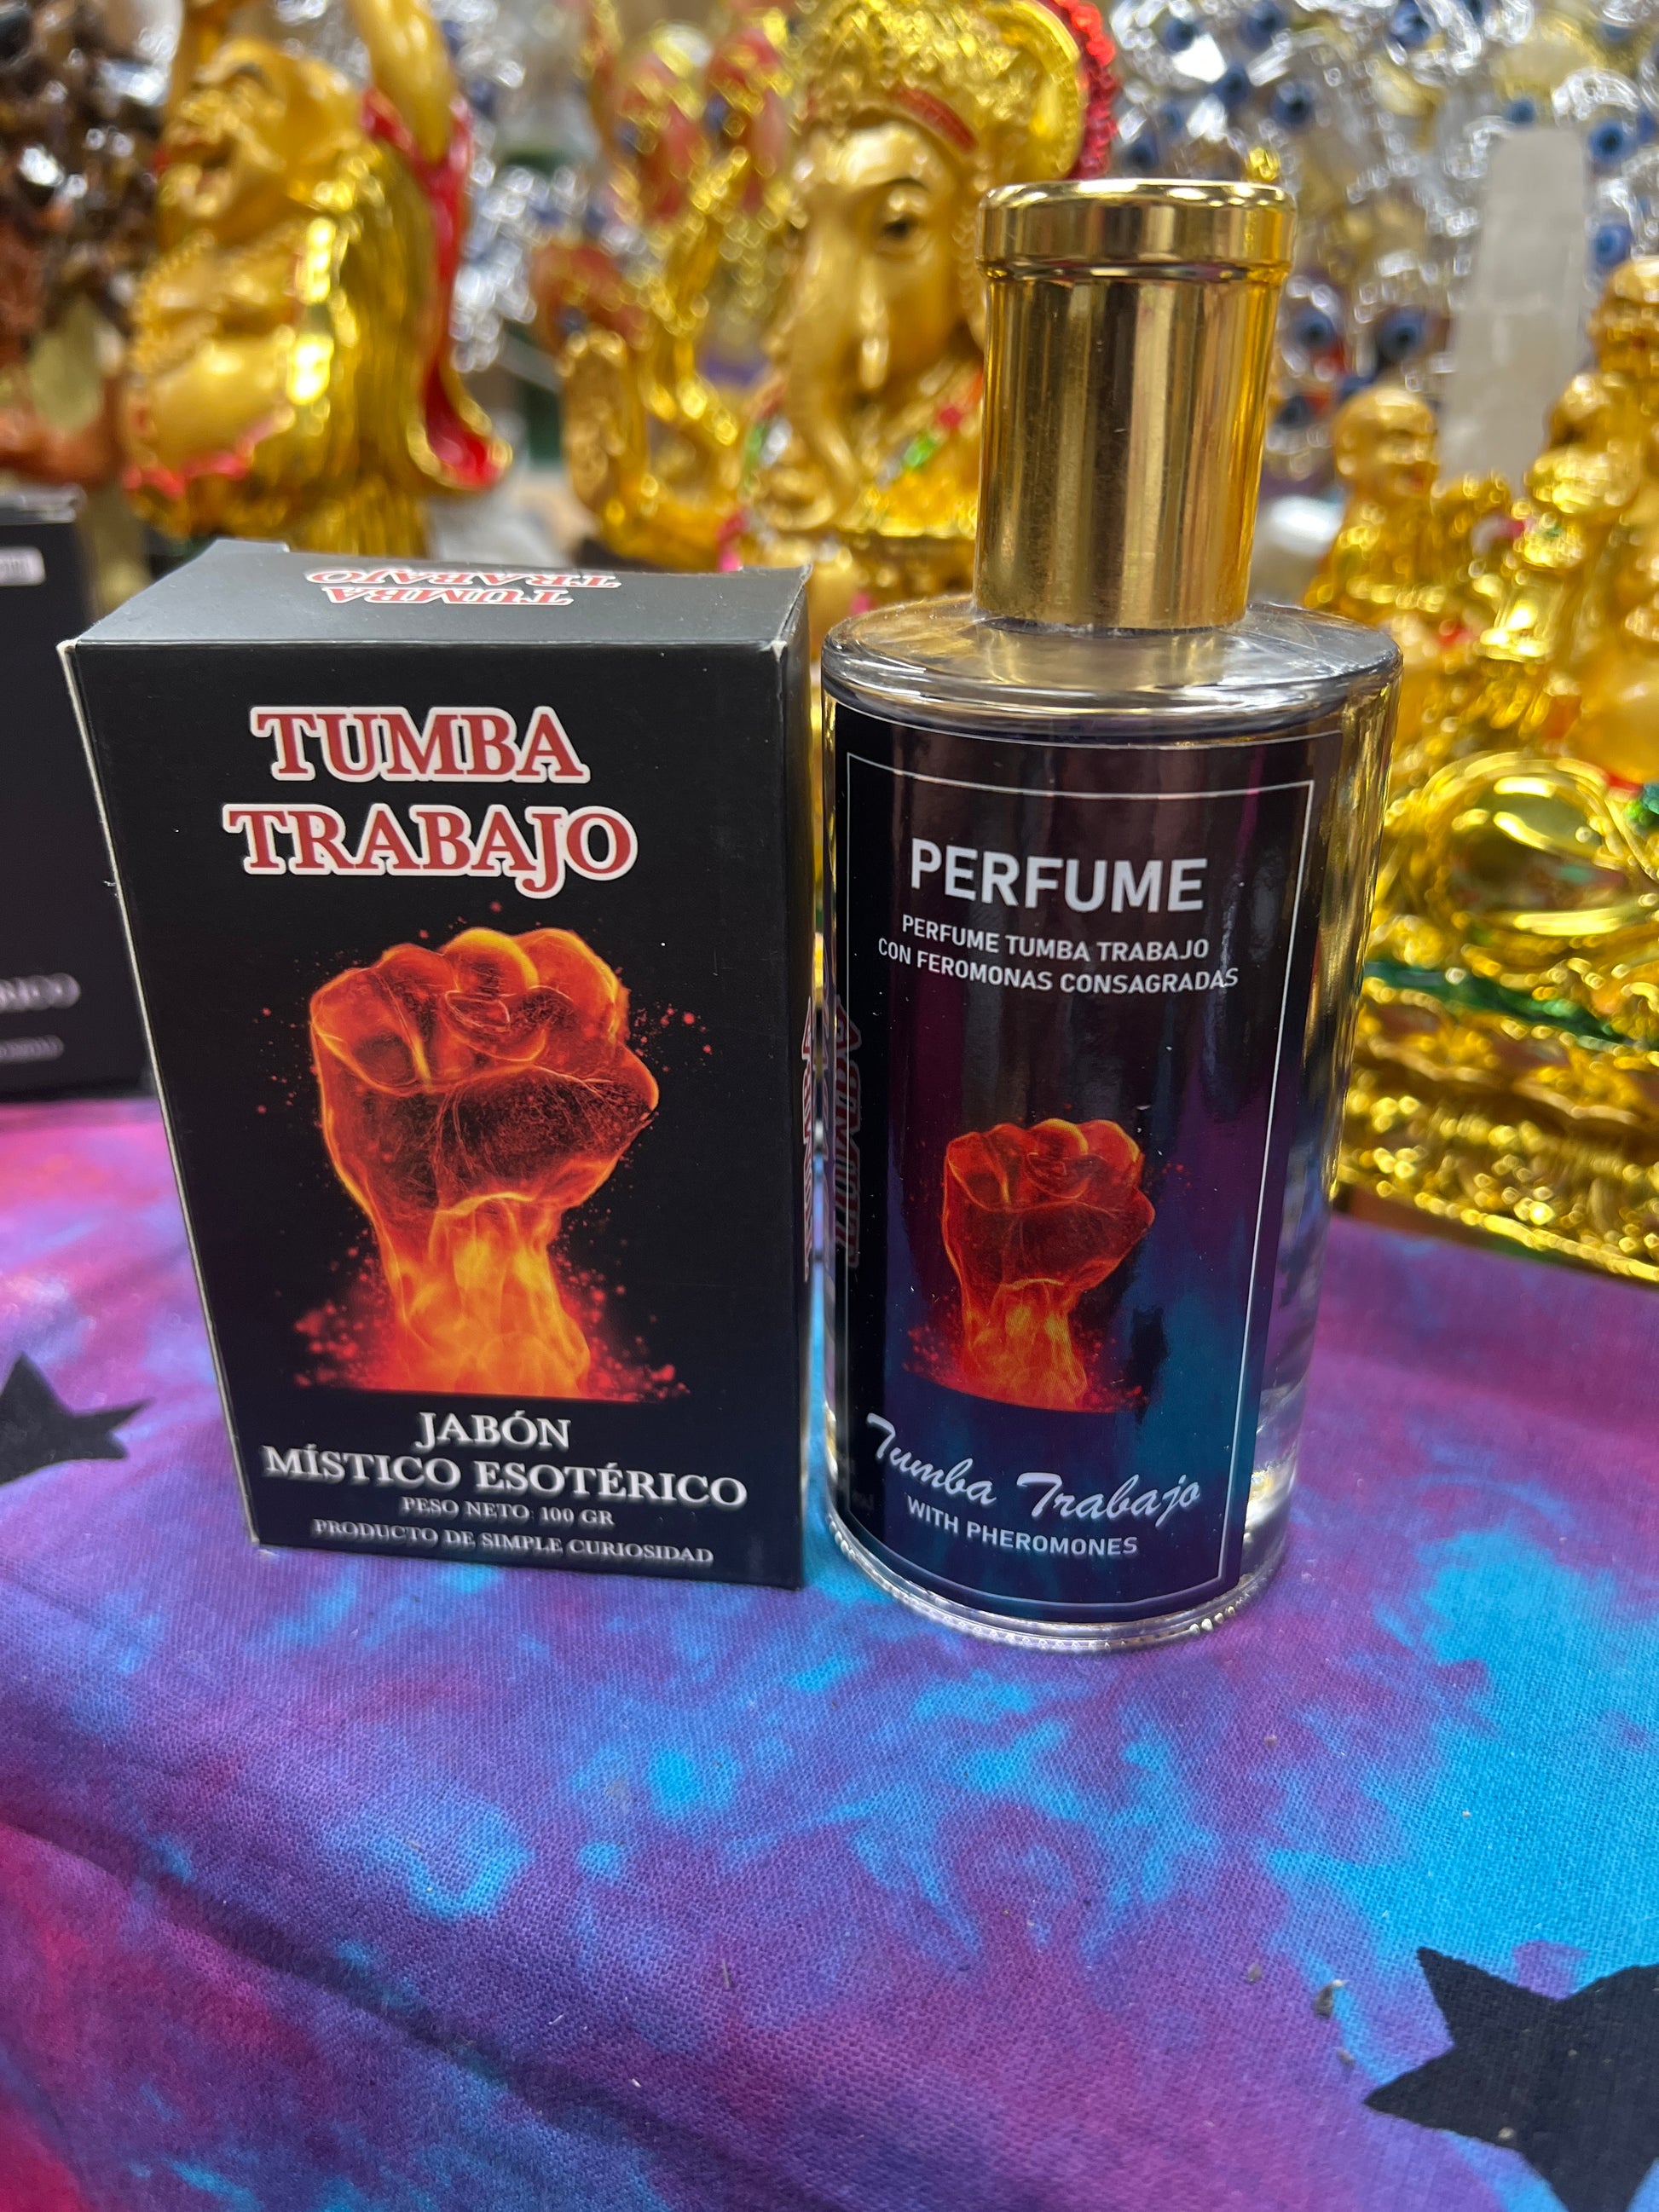 TUMBA
TRABAJO
TUMBA
TRABAJO
JABÓN
MÍSTICO ESOTÉRICO
PESO NETO 100 GR
PRODUCTO DE SIMPLE CURIOSIDAD
PERFUME
PERFUME TUMBA TRABAJO
CON FEROMONAS CONSAGRADAS
Tumba Trabajo
WITH PHEROMONES